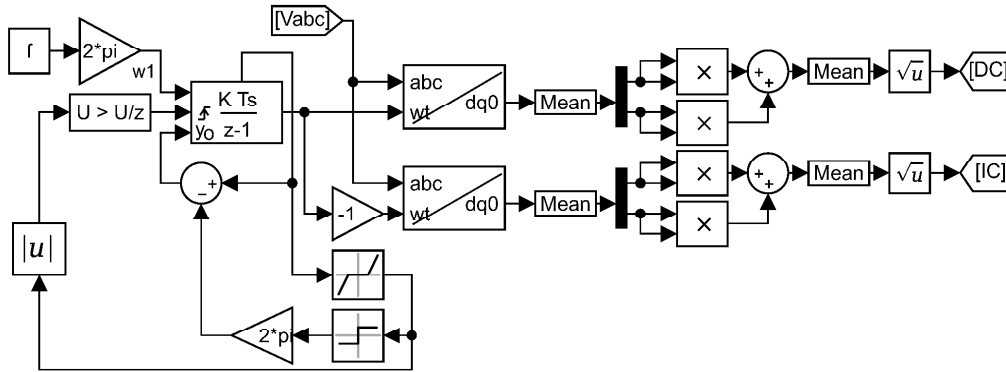 [Vabc]
2*pi
w1
U > U/z
K Ts
z-1
yo
abc
wt
dq0
Mean
×
×
+
+
Mean
√u
[DC]
− +
-1
abc
wt
dq0
Mean
×
×
+
+
Mean
√u
[IC]
|u|
2*pi